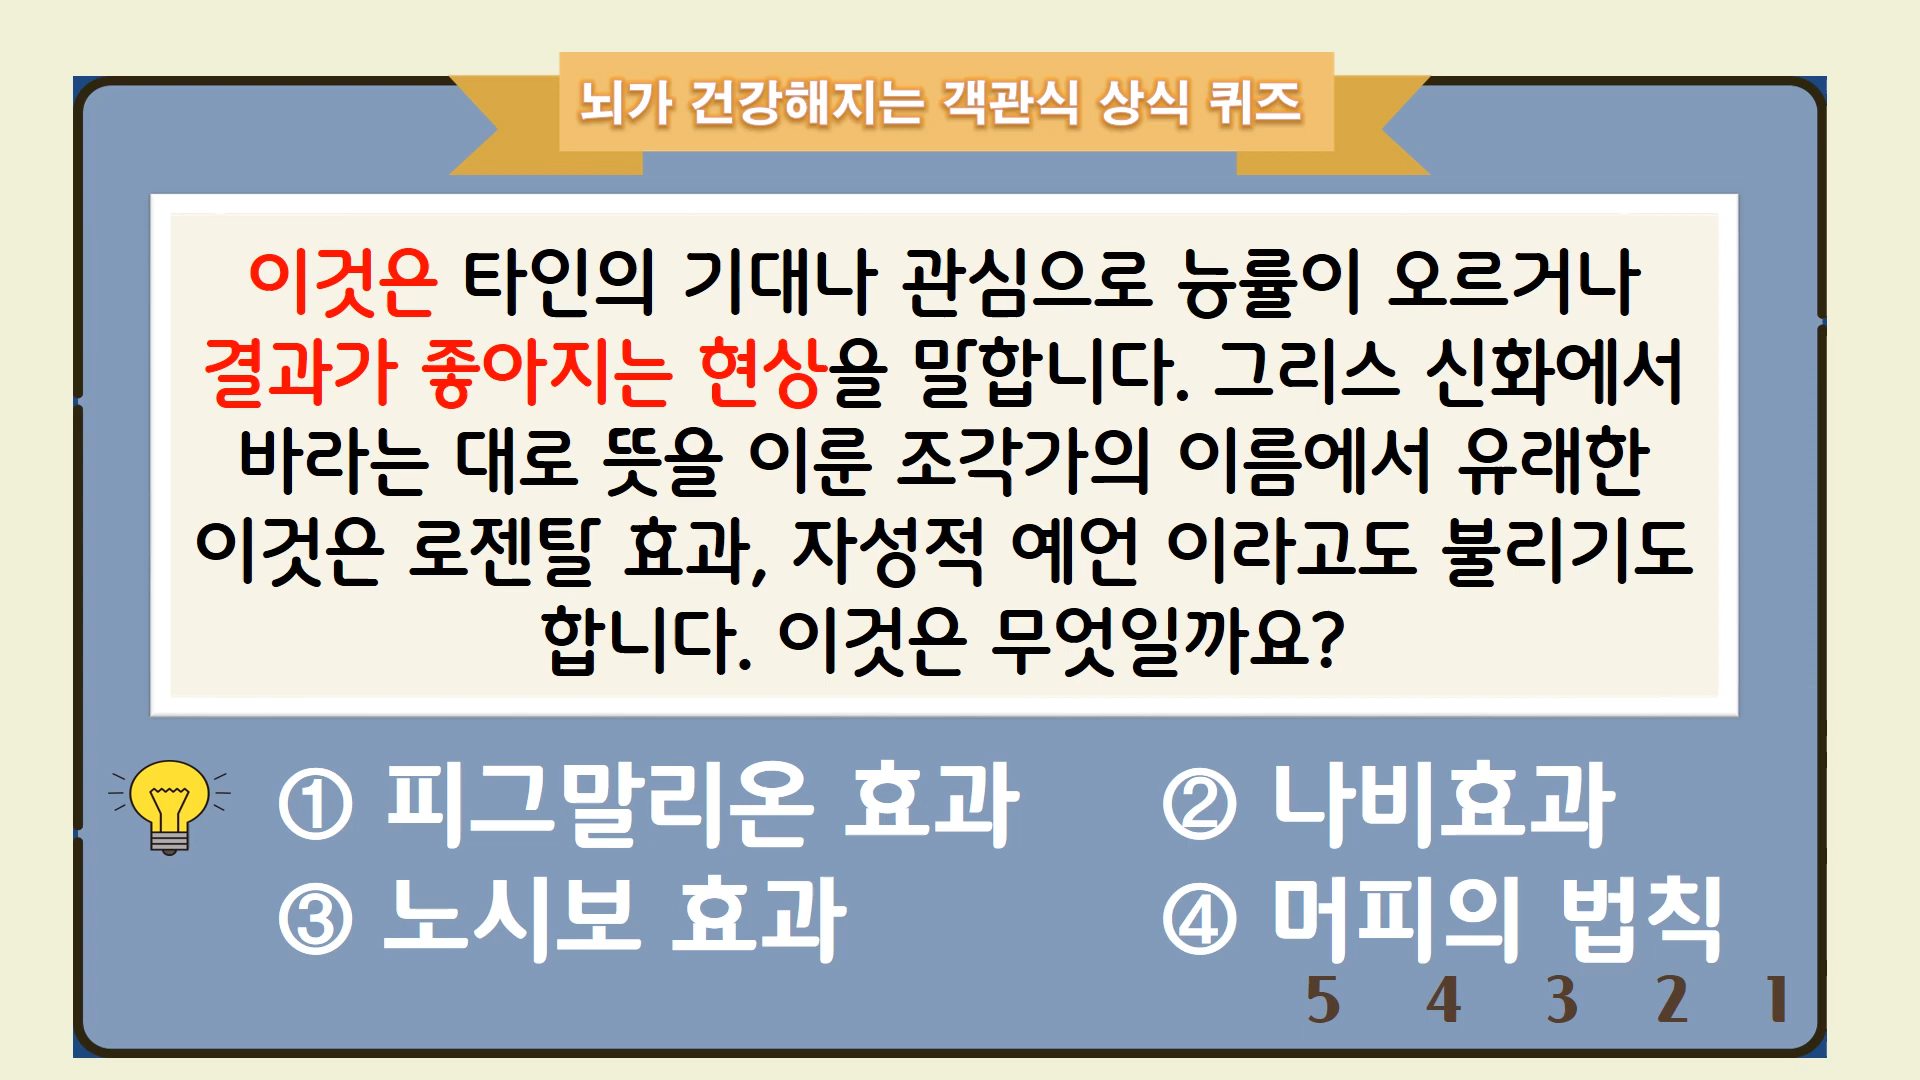 뇌가 건강해지는 객관식 상식 퀴즈
이것은 타인의 기대나 관심으로 능률이 오르거나
결과가 좋아지는 현상을 말합니다. 그리스 신화에서
바라는 대로 뜻을 이룬 조각가의 이름에서 유래한
이것은 로젠탈 효과, 자성적 예언 이라고도 불리기도
합니다. 이것은 무엇일까요?
① 피그말리온 효과 ② 나비효과
③ 노시보 효과 ④ 머피의 법칙
5 4 3 2 1